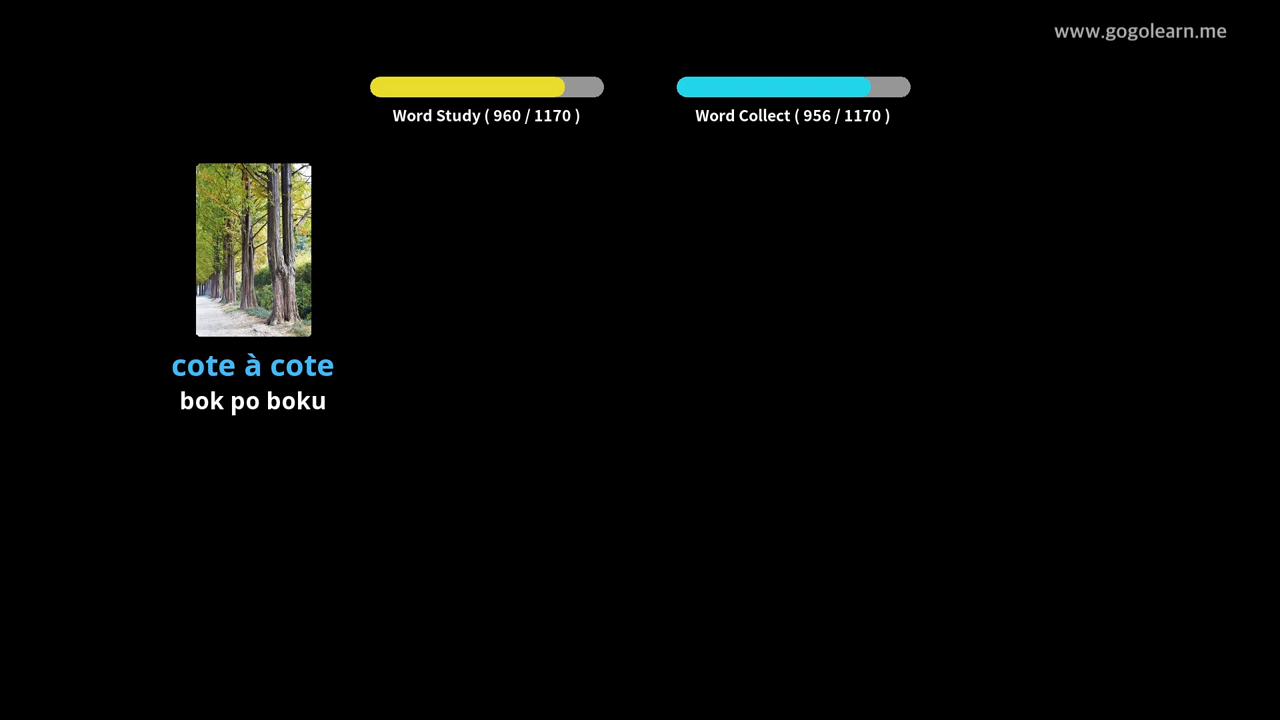 www.gogolearn.me
Word Study ( 960 / 1170 )
Word Collect ( 956 / 1170 )
cote à cote
bok po boku